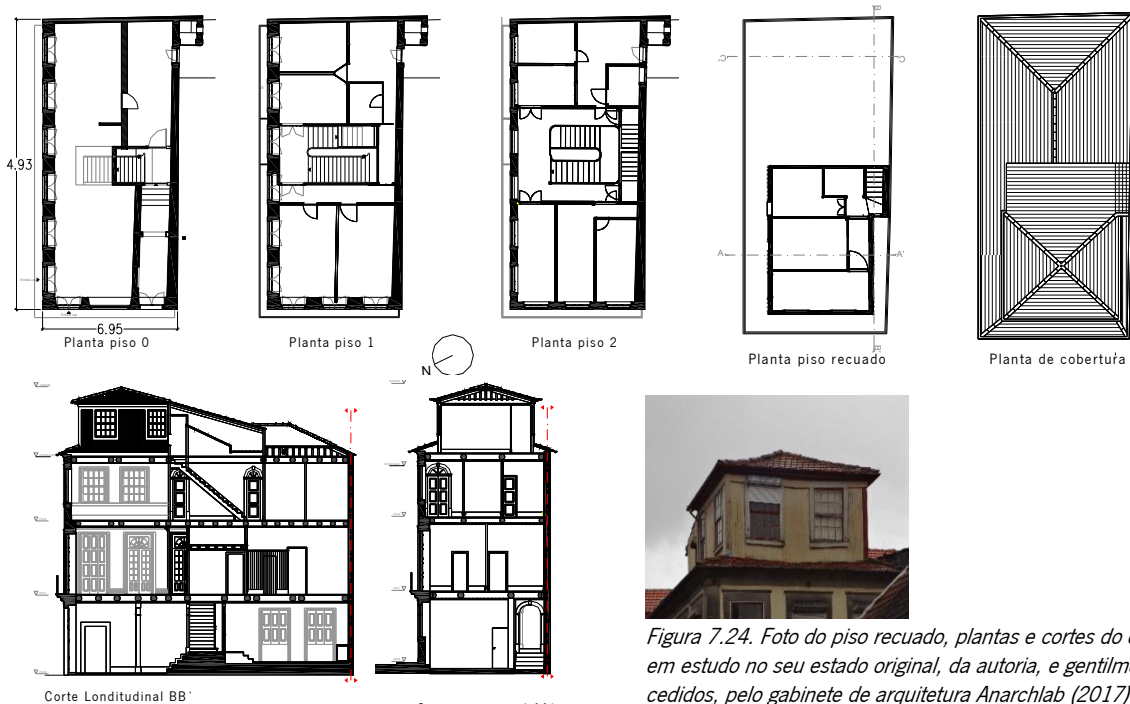 4.93
6.95
Planta piso 0
Planta piso 1
Planta piso 2
B
C'
C'
A
A'
B'
Planta piso recuado
Planta de cobertura
N
Corte Londitudinal BB'
Figura 7.24. Foto do piso recuado, plantas e cortes do
em estudo no seu estado original, da autoria, e gentilm
cedidos, pelo gabinete de arquitetura Anarchlab (2017)